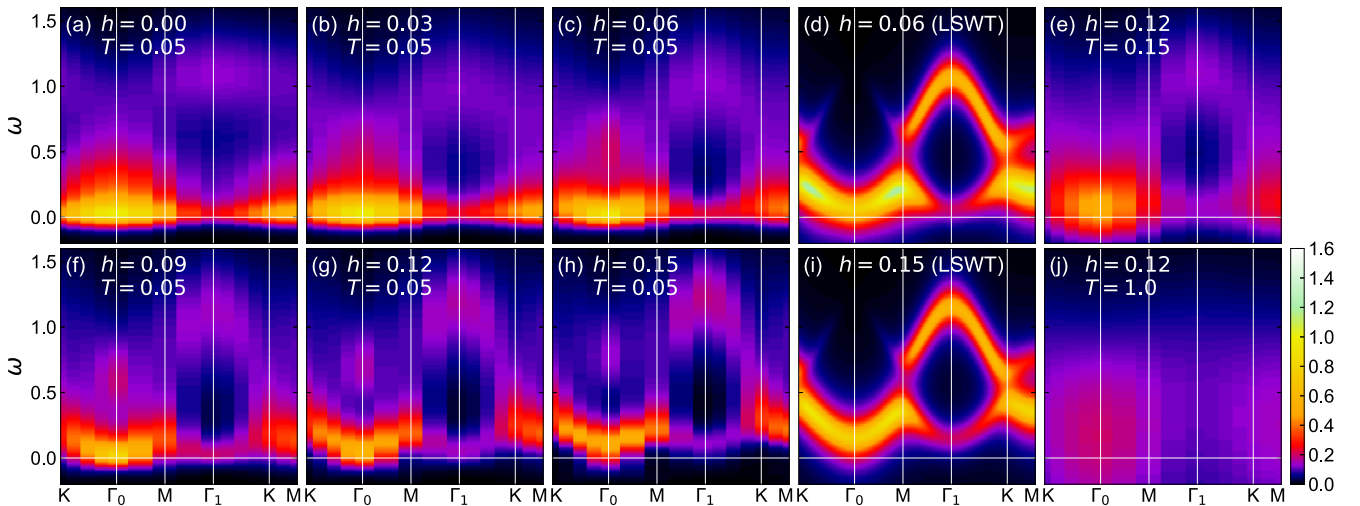 (a) h = 0.00
T = 0.05
(b) h = 0.03
T = 0.05
(c) h = 0.06
T = 0.05
(d) h = 0.06 (LSWT)
(e) h = 0.12
T = 0.15
1.5
1.0
0.5
0.0
ω
(f) h = 0.09
T = 0.05
(g) h = 0.12
T = 0.05
(h) h = 0.15
T = 0.05
(i) h = 0.15 (LSWT)
(j) h = 0.12
T = 1.0
1.5
1.0
0.5
0.0
ω
K Γ0 M Γ1 K M
K Γ0 M Γ1 K M
K Γ0 M Γ1 K M
K Γ0 M Γ1 K M
K Γ0 M Γ1 K M
1.6
1.4
1.2
1.0
0.8
0.6
0.4
0.2
0.0